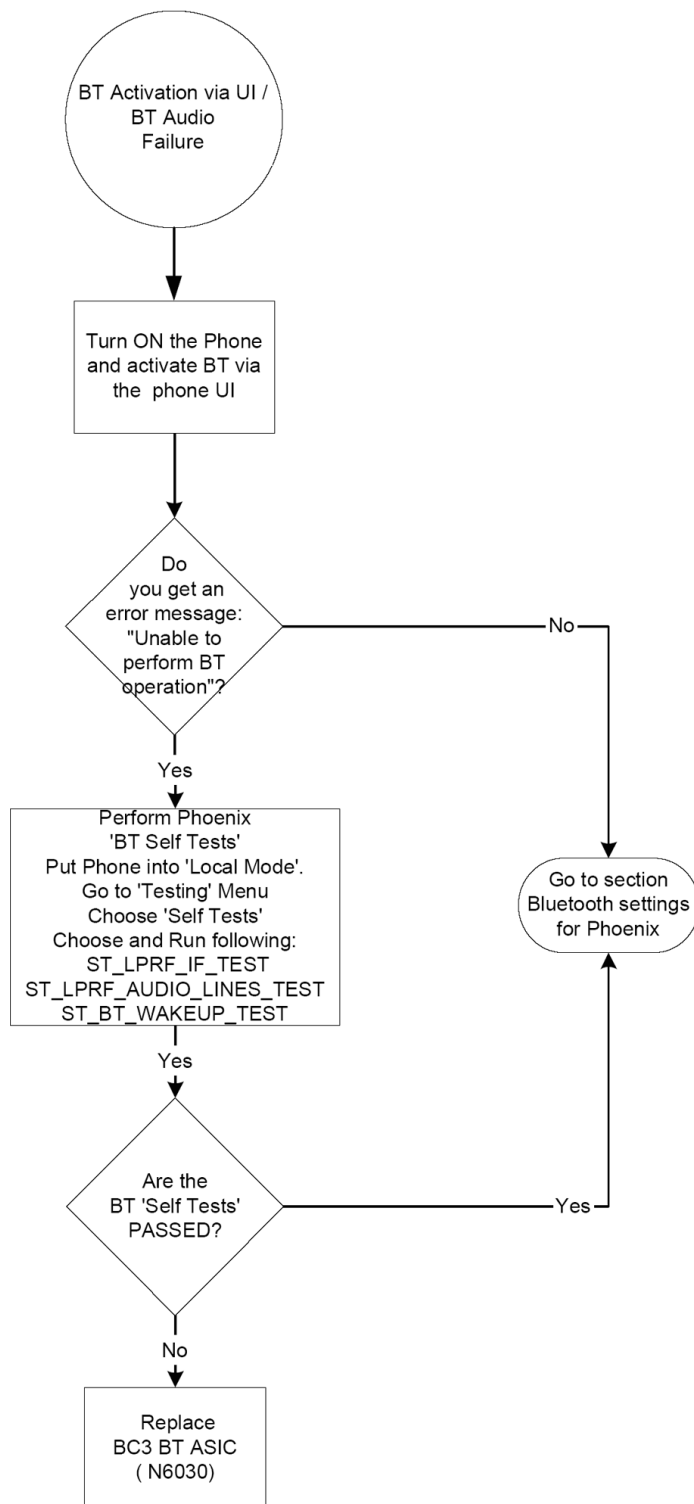 BT Activation via UI /
BT Audio
Failure
Turn ON the Phone
and activate BT via
the phone UI
Do
you get an
error message:
"Unable to
perform BT
operation"?
No
Yes
Perform Phoenix
'BT Self Tests'
Put Phone into 'Local Mode'.
Go to 'Testing' Menu
Choose 'Self Tests'
Choose and Run following:
ST_LPRF_IF_TEST
ST_LPRF_AUDIO_LINES_TEST
ST_BT_WAKEUP_TEST
Go to section
Bluetooth settings
for Phoenix
Yes
Are the
BT 'Self Tests'
PASSED?
Yes
No
Replace
BC3 BT ASIC
( N6030)